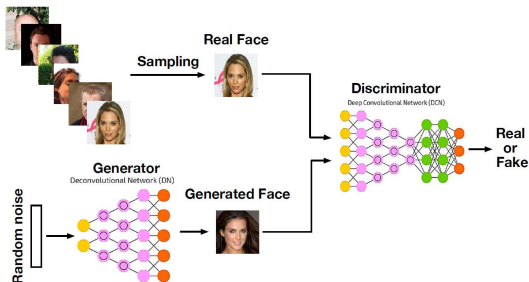 Real Face
Sampling
Discriminator
Deep Convolutional Network (DCN)
Real
or
Fake
Generator
Deconvolutional Network (DN)
Generated Face
Random noise